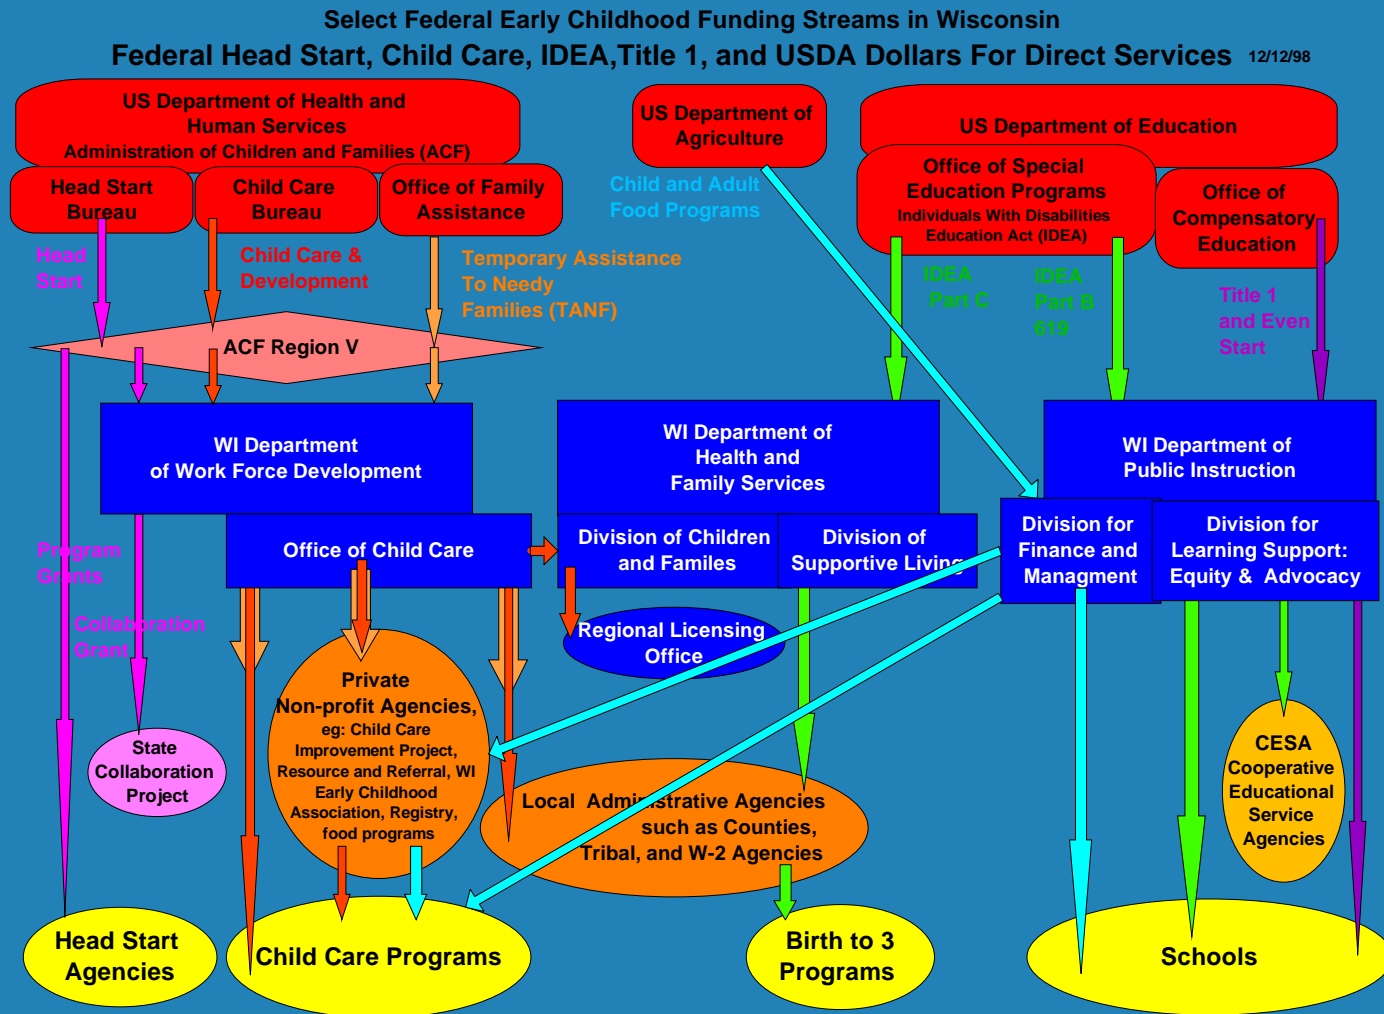 Select Federal Early Childhood Funding Streams in Wisconsin
Federal Head Start, Child Care, IDEA,Title 1, and USDA Dollars For Direct Services 12/12/98
US Department of Health and
Human Services
Administration of Children and Families (ACF)
Head Start
Bureau
Child Care
Bureau
Office of Family
Assistance
US Department of
Agriculture
US Department of Education
Office of Special
Education Programs
Individuals With Disabilities
Education Act (IDEA)
Office of
Compensatory
Education
Head
Start
Child Care &
Development
Temporary Assistance
To Needy
Families (TANF)
Child and Adult
Food Programs
IDEA
Part C
IDEA
Part B
619
Title 1
and Even
Start
ACF Region V
WI Department
of Work Force Development
Office of Child Care
WI Department of
Health and
Family Services
Division of Children
and Familes
Division of
Supportive Living
WI Department of
Public Instruction
Division for
Finance and
Managment
Division for
Learning Support:
Equity & Advocacy
Program
Grants
Collaboration
Grant
Regional Licensing
Office
State
Collaboration
Project
Private
Non-profit Agencies,
eg: Child Care
Improvement Project,
Resource and Referral, WI
Early Childhood
Association, Registry,
food programs
Local Administrative Agencies
such as Counties,
Tribal, and W-2 Agencies
CESA
Cooperative
Educational
Service
Agencies
Head Start
Agencies
Child Care Programs
Birth to 3
Programs
Schools